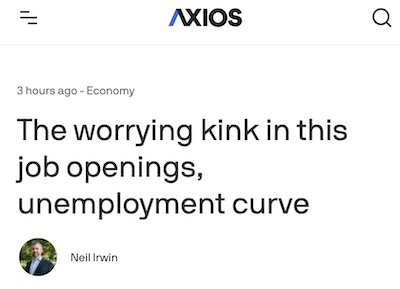 AXIOS
3 hours ago - Economy
The worrying kink in this
job openings,
unemployment curve
Neil Irwin